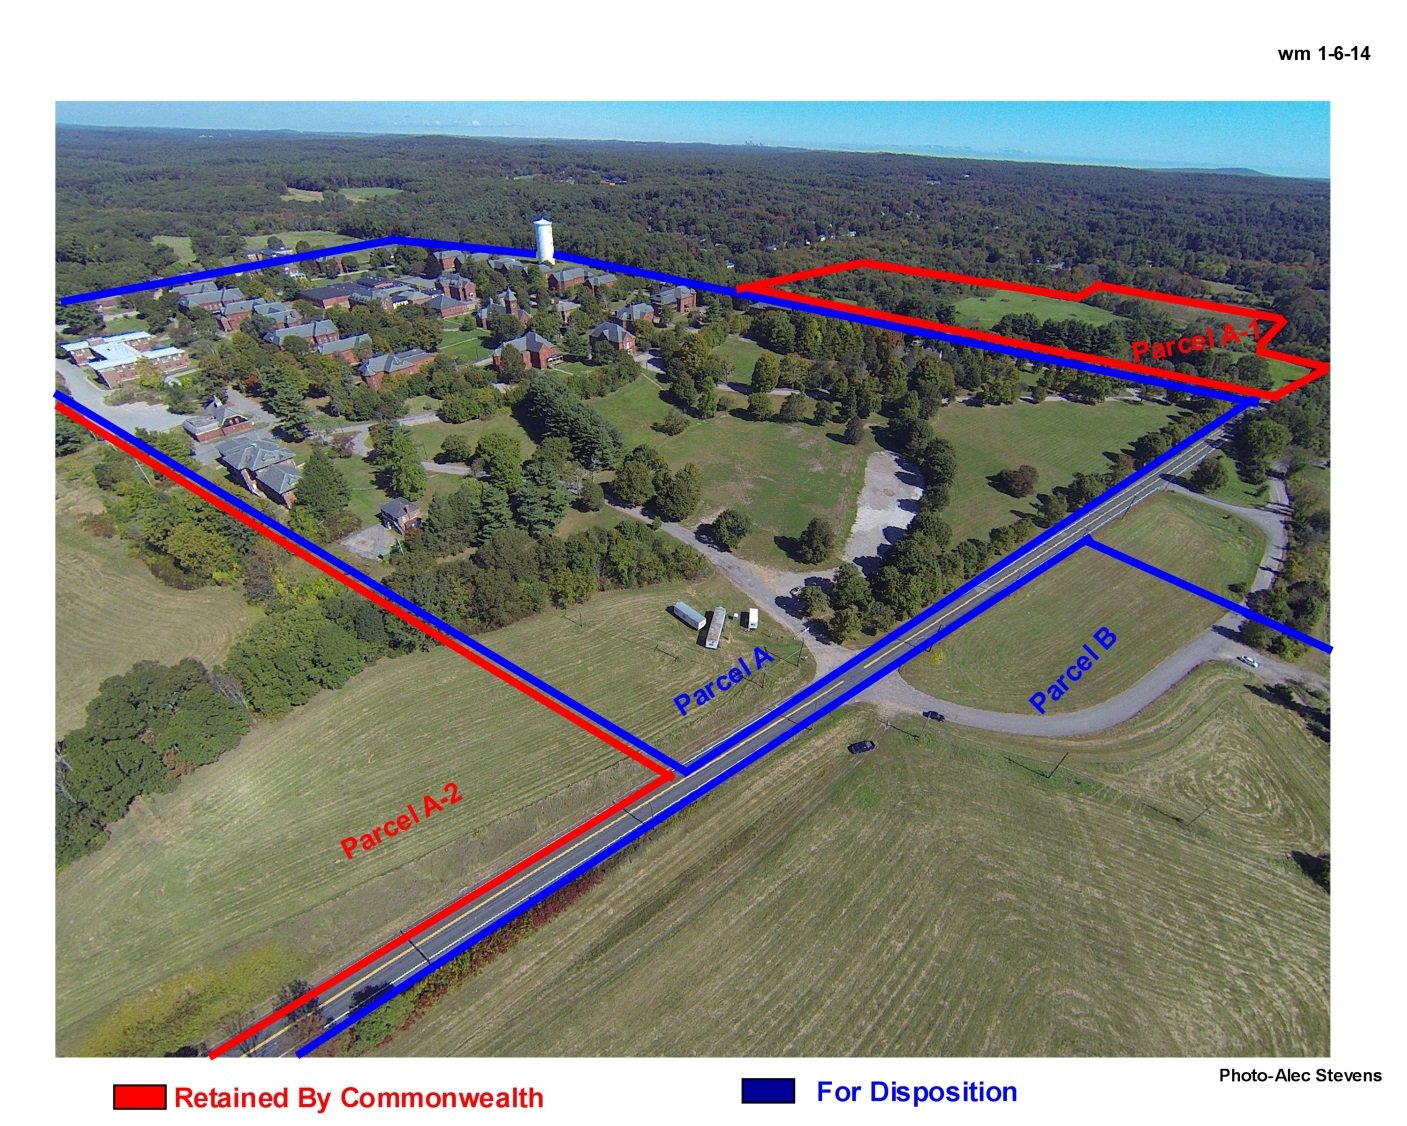 wm 1-6-14
Parcel A-1
Parcel A
Parcel B
Parcel A-2
Photo-Alec Stevens
Retained By Commonwealth
For Disposition